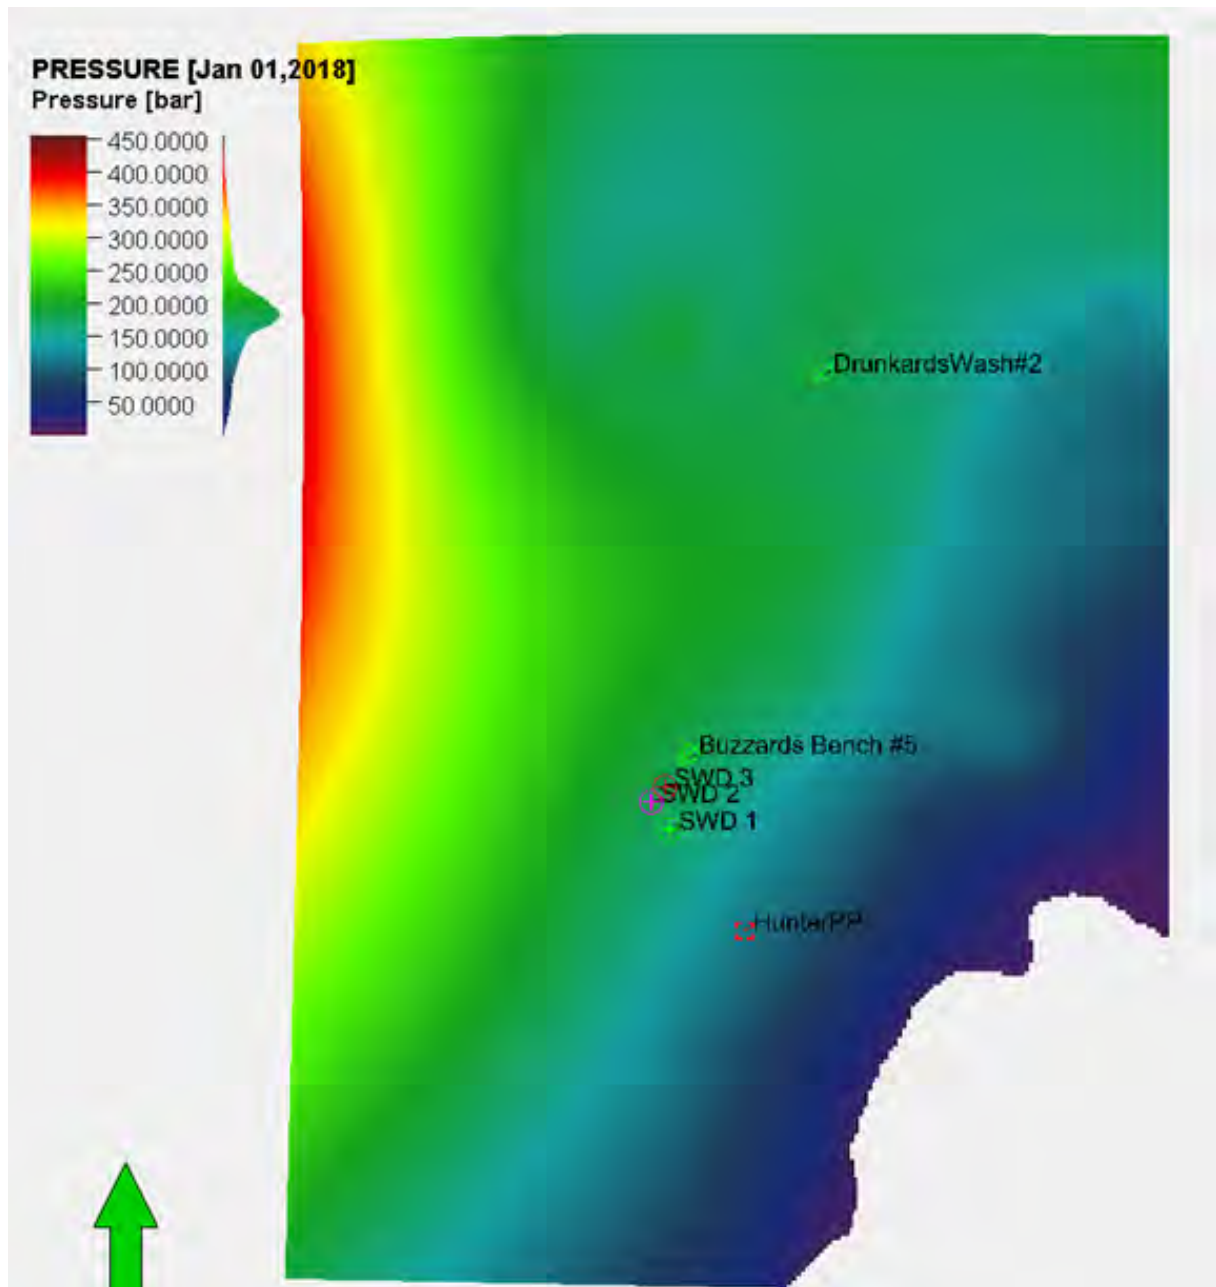 PRESSURE [Jan 01,2018]
Pressure [bar]
450.0000
400.0000
350.0000
300.0000
250.0000
200.0000
150.0000
100.0000
50.0000
DrunkardsWash#2
Buzzards Bench #5
SWD 3
SWD 2
SWD 1
HunterPP